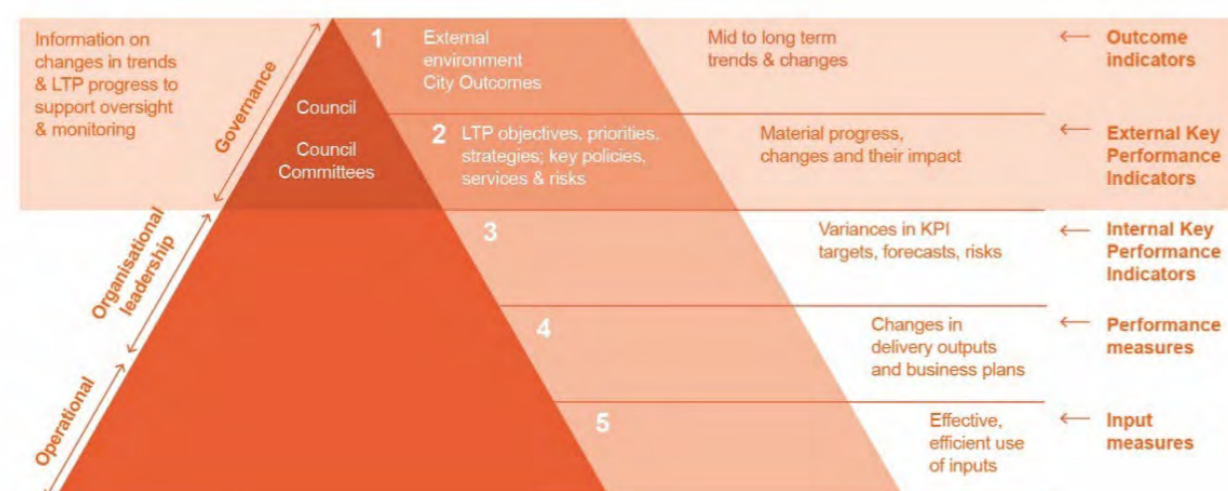 Information on
changes in trends
& LTP progress to
support oversight
& monitoring
Governance
Organisational
leadership
Operational
Council
Council
Committees
1
External
environment
City Outcomes
Mid to long term
trends & changes
← Outcome
indicators
2
LTP objectives, priorities,
strategies; key policies,
services & risks
Material progress,
changes and their impact
← External Key
Performance
Indicators
3
Variances in KPI
targets, forecasts, risks
← Internal Key
Performance
Indicators
4
Changes in
delivery outputs
and business plans
← Performance
measures
5
Effective,
efficient use
of inputs
← Input
measures